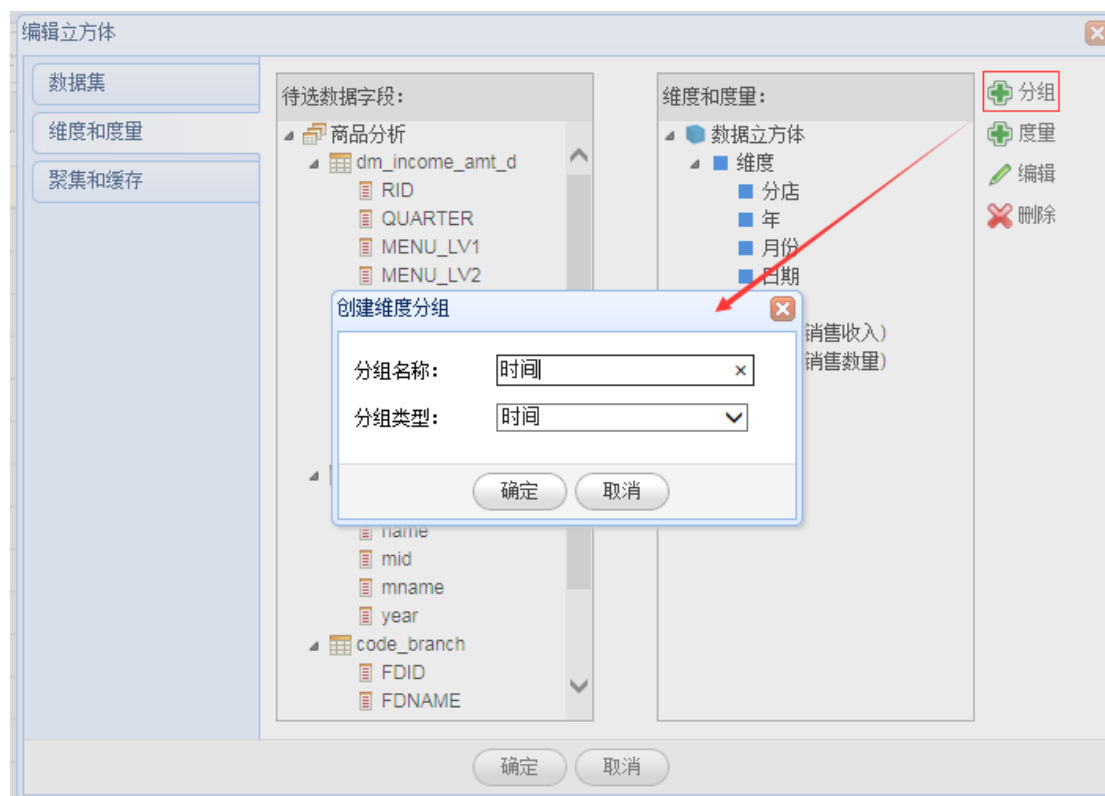 编辑立方体
数据集
维度和度量
聚集和缓存
待选数据字段：
商品分析
dm_income_amt_d
RID
QUARTER
MENU_LV1
MENU_LV2
name
mid
mname
year
code_branch
FDID
FDNAME
维度和度量：
数据立方体
维度
分店
年
月份
日期
销售收入)
销售数量)
分组
度量
编辑
删除
创建维度分组
分组名称：
时间
分组类型：
时间
确定
取消
确定
取消